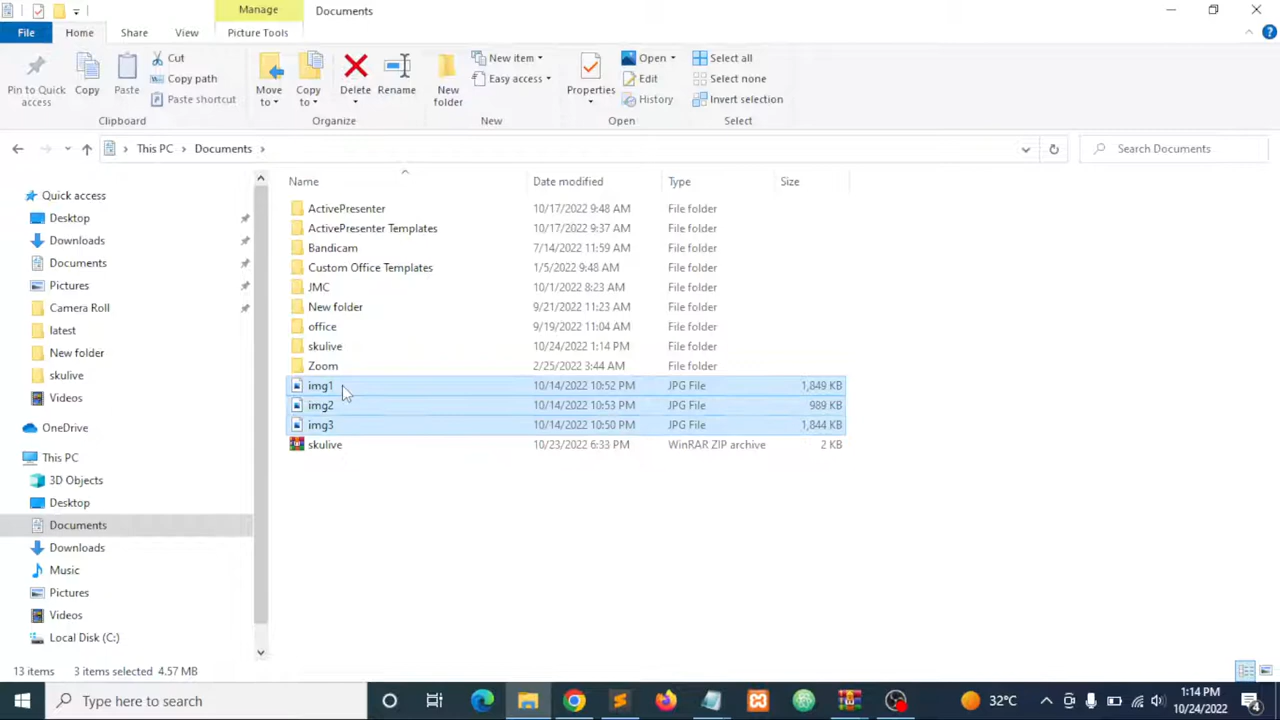 Manage
Documents
File
Home
Share
View
Picture Tools
Pin to Quick access
Copy
Paste
Cut
Copy path
Paste shortcut
Clipboard
Move to
Copy to
Delete
Rename
Organize
New folder
New item
Easy access
New
Properties
Open
Edit
History
Open
Select all
Select none
Invert selection
Select
This PC > Documents >
Search Documents
Name Date modified Type Size
Quick access
Desktop
Downloads
Documents
Pictures
Camera Roll
latest
New folder
skulive
Videos
OneDrive
This PC
3D Objects
Desktop
Documents
Downloads
Music
Pictures
Videos
Local Disk (C:)
ActivePresenter 10/17/2022 9:48 AM File folder
ActivePresenter Templates 10/17/2022 9:37 AM File folder
Bandicam 7/14/2022 11:59 AM File folder
Custom Office Templates 1/5/2022 9:48 AM File folder
JMC 10/1/2022 8:23 AM File folder
New folder 9/21/2022 11:23 AM File folder
office 9/19/2022 11:04 AM File folder
skulive 10/24/2022 1:14 PM File folder
Zoom 2/25/2022 3:44 AM File folder
img1 10/14/2022 10:52 PM JPG File 1,849 KB
img2 10/14/2022 10:53 PM JPG File 989 KB
img3 10/14/2022 10:50 PM JPG File 1,844 KB
skulive 10/23/2022 6:33 PM WinRAR ZIP archive 2 KB
13 items 3 items selected 4.57 MB
Type here to search
32°C
1:14 PM
10/24/2022
4